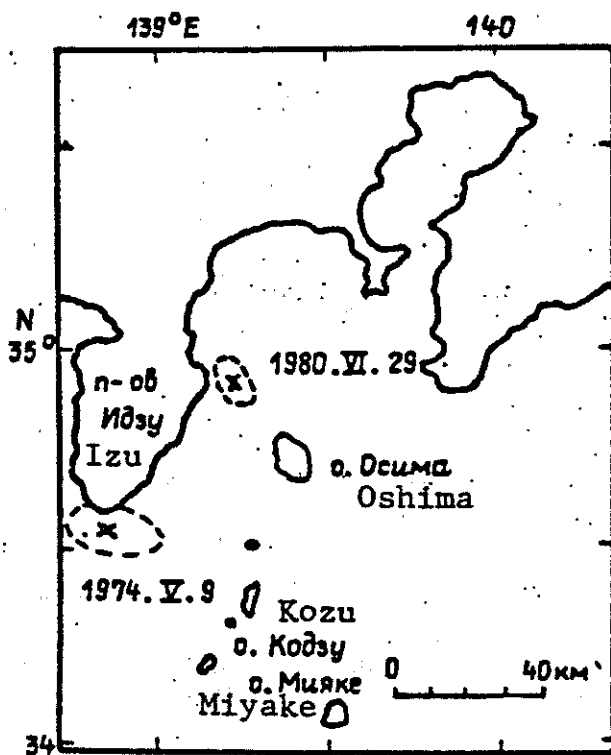 139°E 140
N
35°
1980.VI.29
п-ов
Идзу
Izu
о. Осима
Oshima
1974.V.9
Kozu
о. Кодзу
о. Мияке
Miyake
0 40км
34